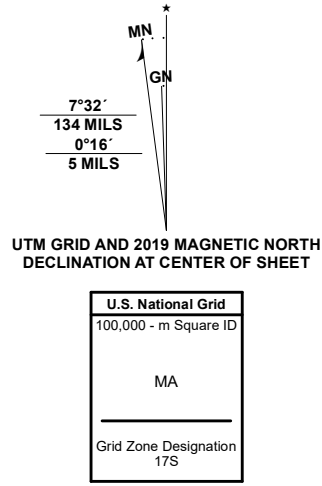 MN
GN
7°32´
134 MILS
0°16´
5 MILS
UTM GRID AND 2019 MAGNETIC NORTH
DECLINATION AT CENTER OF SHEET
U.S. National Grid
100,000 - m Square ID
MA
Grid Zone Designation
17S